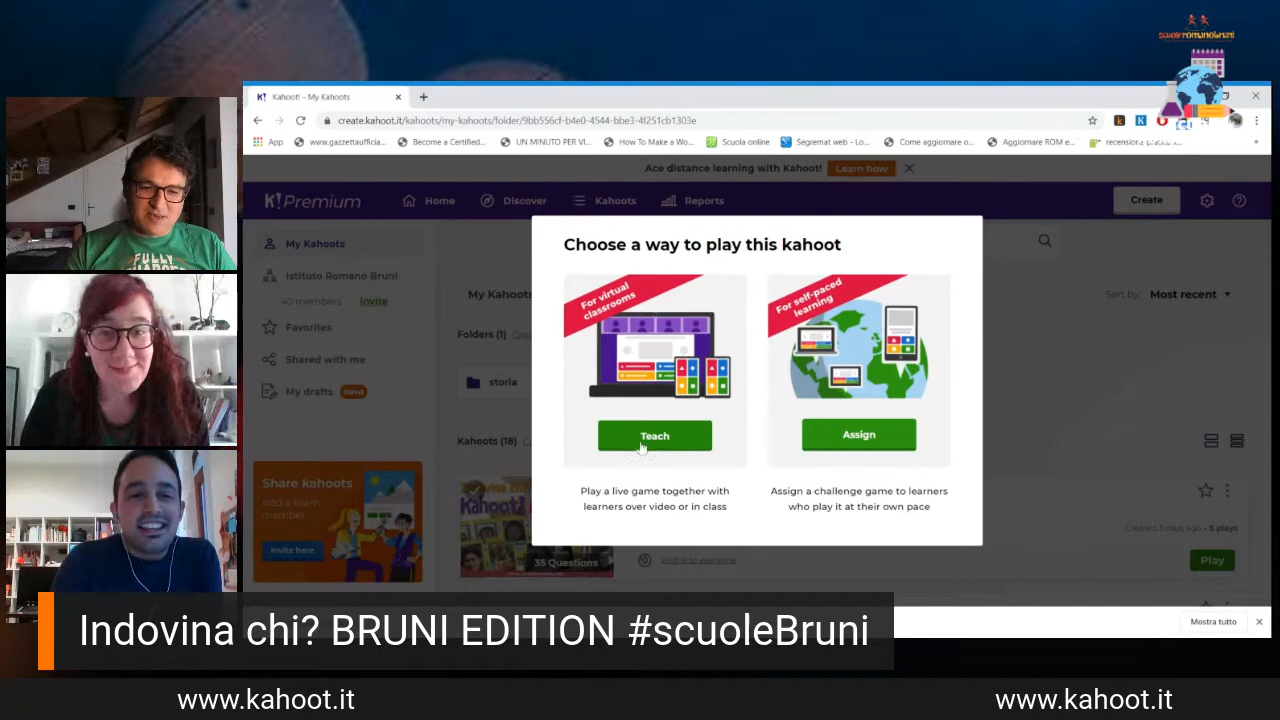 scuoleromanobruni
K! Kahoot! - My Kahoots
create.kahoot.it/kahoots/my-kahoots/folder/9bb556cf-b4e0-4544-bbe3-4f251cb1303e
App
www.gazzettaufficia...
Become a Certified...
UN MINUTO PER VI...
How To Make a Wo...
Scuola online
Segremat web - Lo...
Come aggiornare o...
Aggiornare ROM e...
Ace distance learning with Kahoot!
Learn how
K! Premium
Home
Discover
Kahoots
Reports
Create
My Kahoots
Istituto Romano Bruni
40 members
Invite
Favorites
Shared with me
My drafts
New!
Share kahoots
Add a team
member
Invite here
My Kahoots
Sort by: Most recent
Folders (1)
storia
Kahoots (18)
Choose a way to play this kahoot
For virtual
classrooms
Teach
Play a live game together with
learners over video or in class
For self-paced
learning
Assign
Assign a challenge game to learners
who play it at their own pace
Kahoot!
35 Questions
Visible to everyone
Created 3 days ago • 5 plays
Play
Mostra tutto
FULLY
Indovina chi? BRUNI EDITION #scuoleBruni
www.kahoot.it
www.kahoot.it